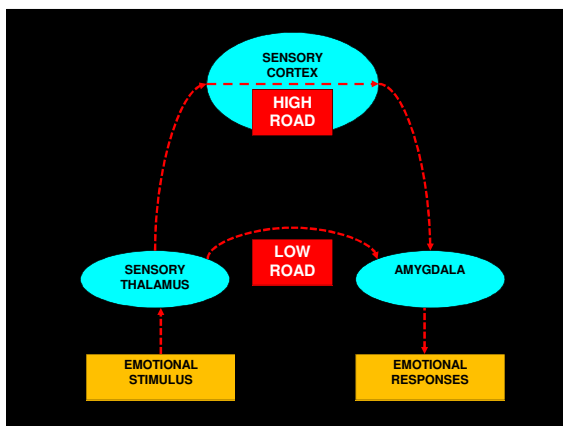 SENSORY
CORTEX
HIGH
ROAD
LOW
ROAD
SENSORY
THALAMUS
AMYGDALA
EMOTIONAL
STIMULUS
EMOTIONAL
RESPONSES